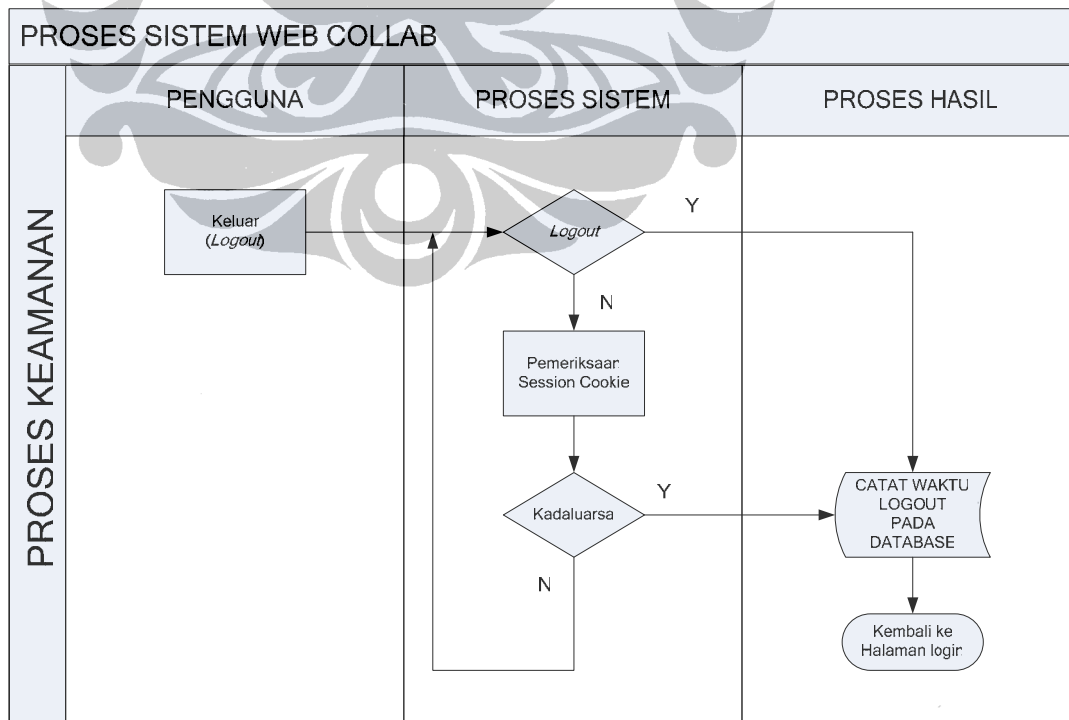 PROSES SISTEM WEB COLLAB
PENGGUNA
PROSES SISTEM
PROSES HASIL
PROSES KEAMANAN
Keluar
(Logout)
Logout
Y
N
Pemeriksaan
Session Cookie
Kadaluarsa
Y
N
CATAT WAKTU
LOGOUT
PADA
DATABASE
Kembali ke
Halaman login